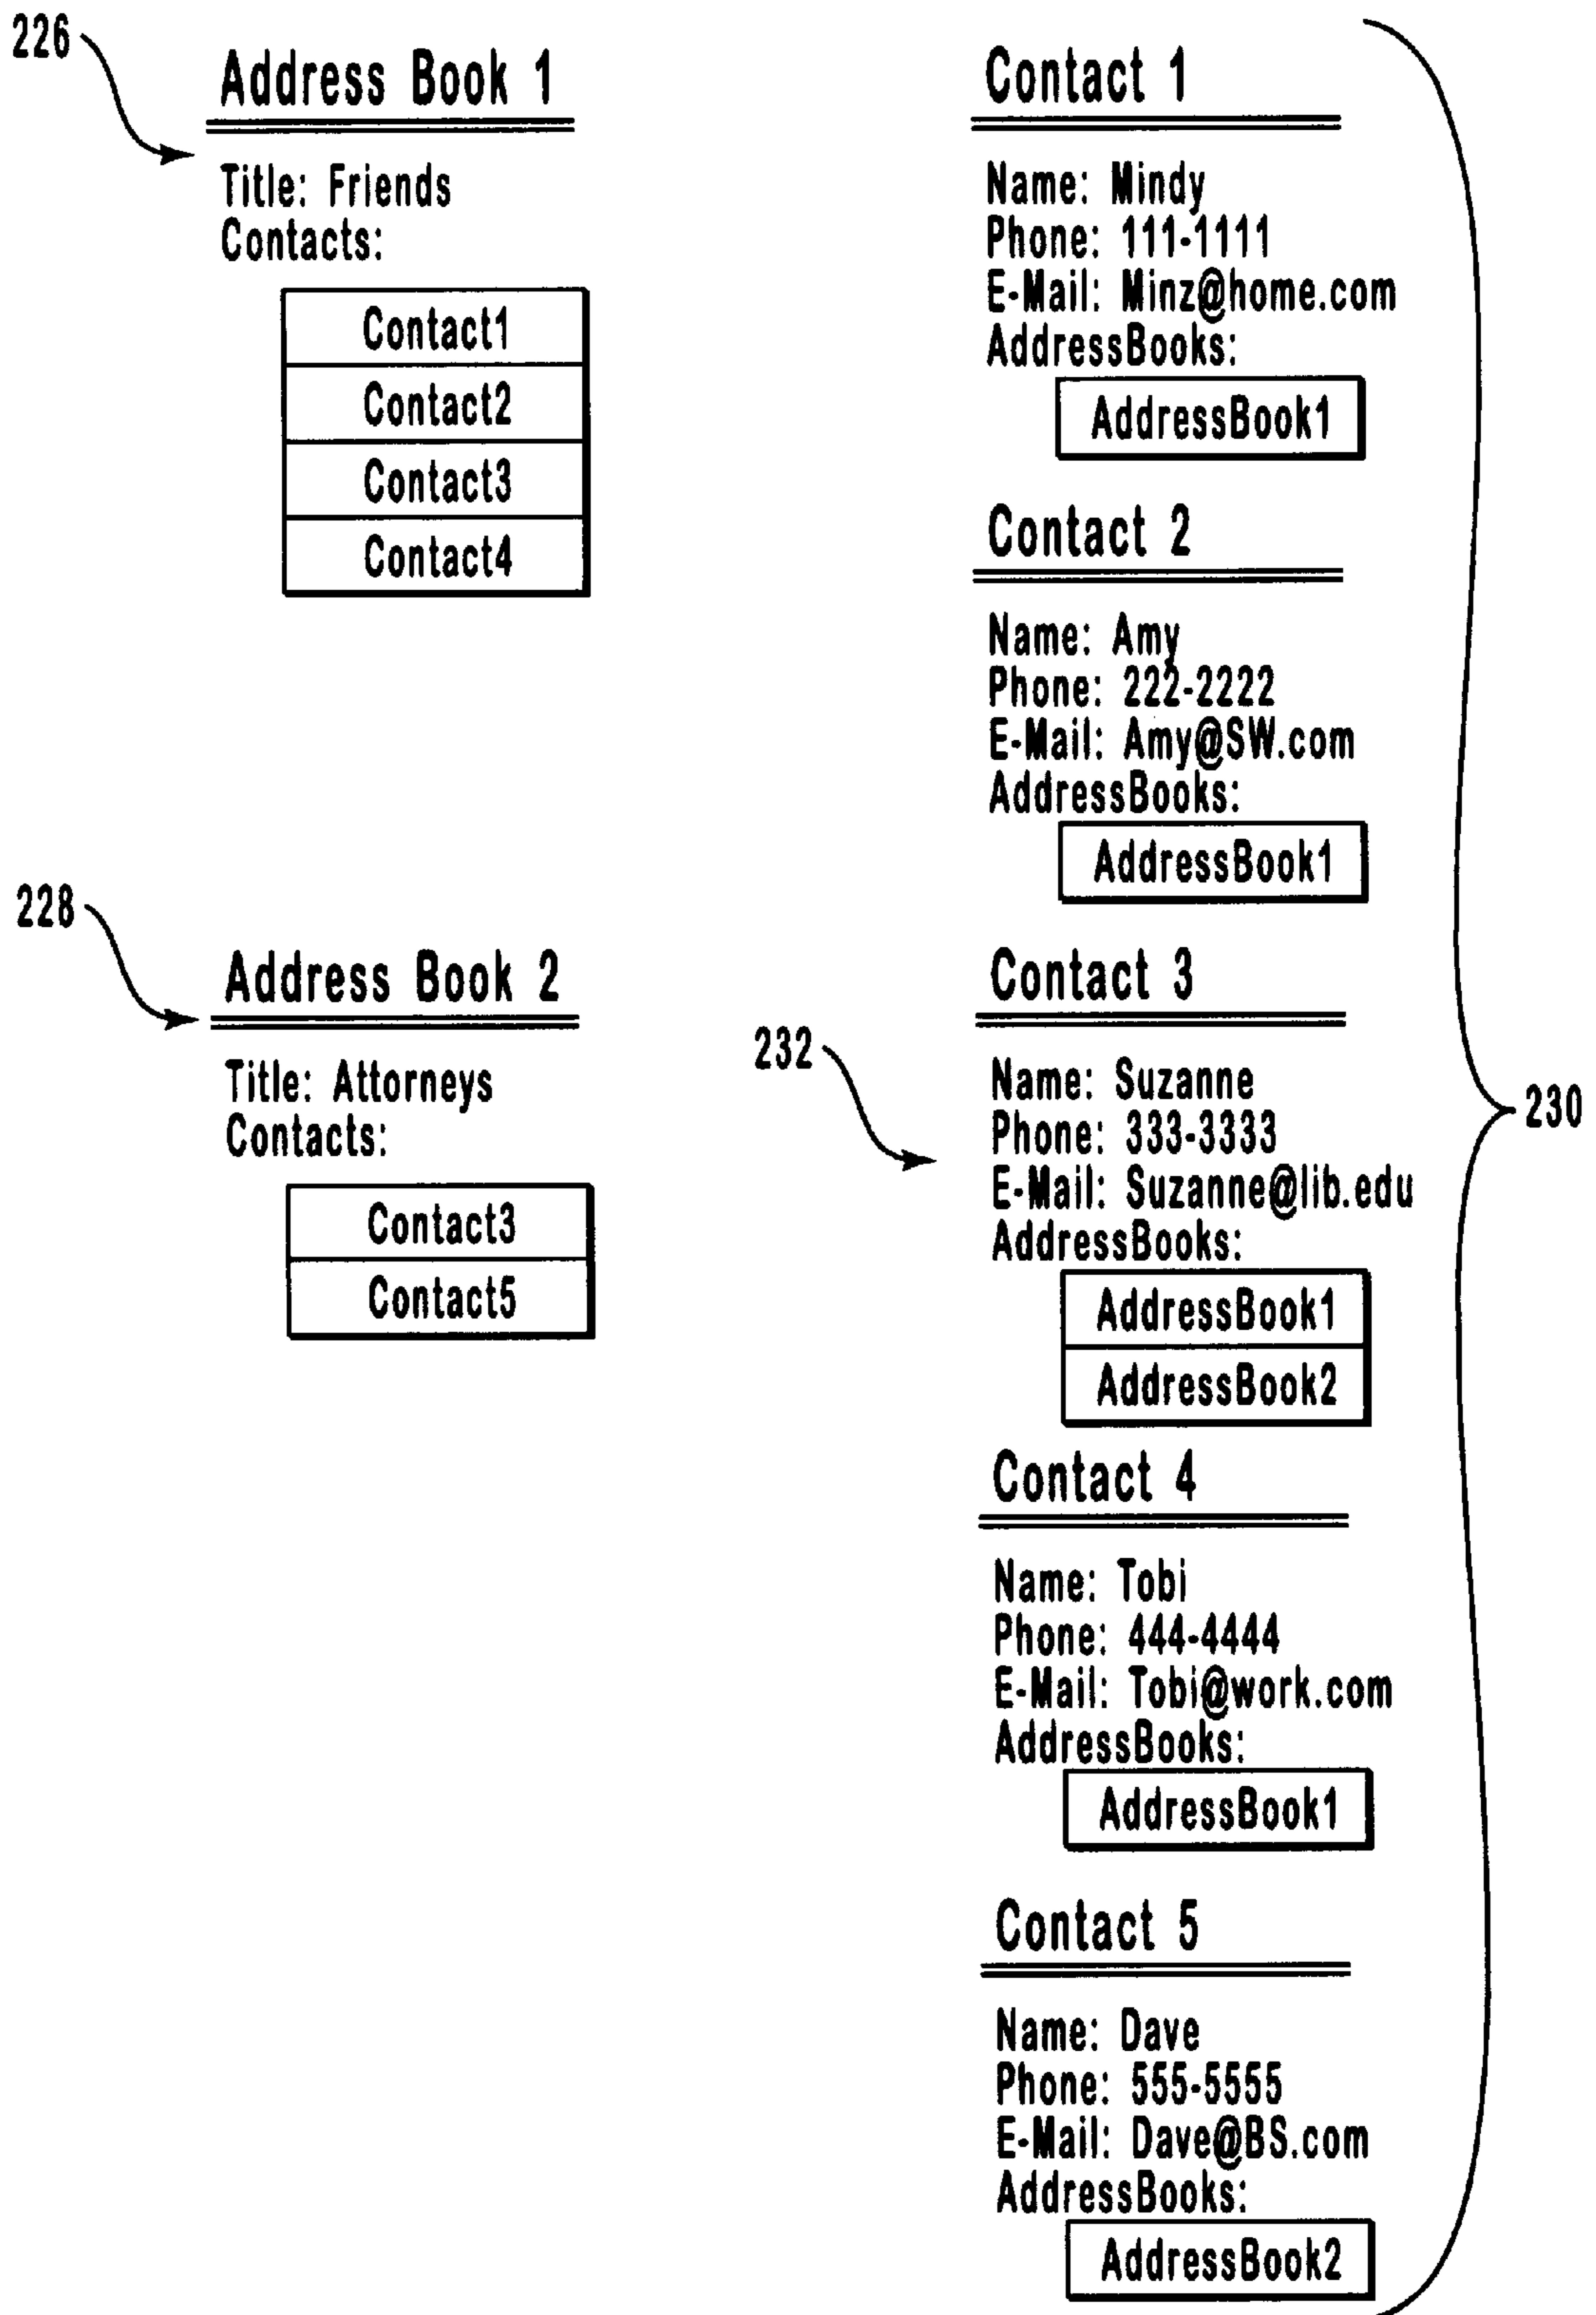 226
Address Book 1
Title: Friends
Contacts:
Contact1
Contact2
Contact3
Contact4
228
Address Book 2
Title: Attorneys
Contacts:
Contact3
Contact5
Contact 1
Name: Mindy
Phone: 111-1111
E-Mail: Minz@home.com
AddressBooks:
AddressBook1
Contact 2
Name: Amy
Phone: 222-2222
E-Mail: Amy@SW.com
AddressBooks:
AddressBook1
232
Contact 3
Name: Suzanne
Phone: 333-3333
E-Mail: Suzanne@lib.edu
AddressBooks:
AddressBook1
AddressBook2
Contact 4
Name: Tobi
Phone: 444-4444
E-Mail: Tobi@work.com
AddressBooks:
AddressBook1
Contact 5
Name: Dave
Phone: 555-5555
E-Mail: Dave@BS.com
AddressBooks:
AddressBook2
230